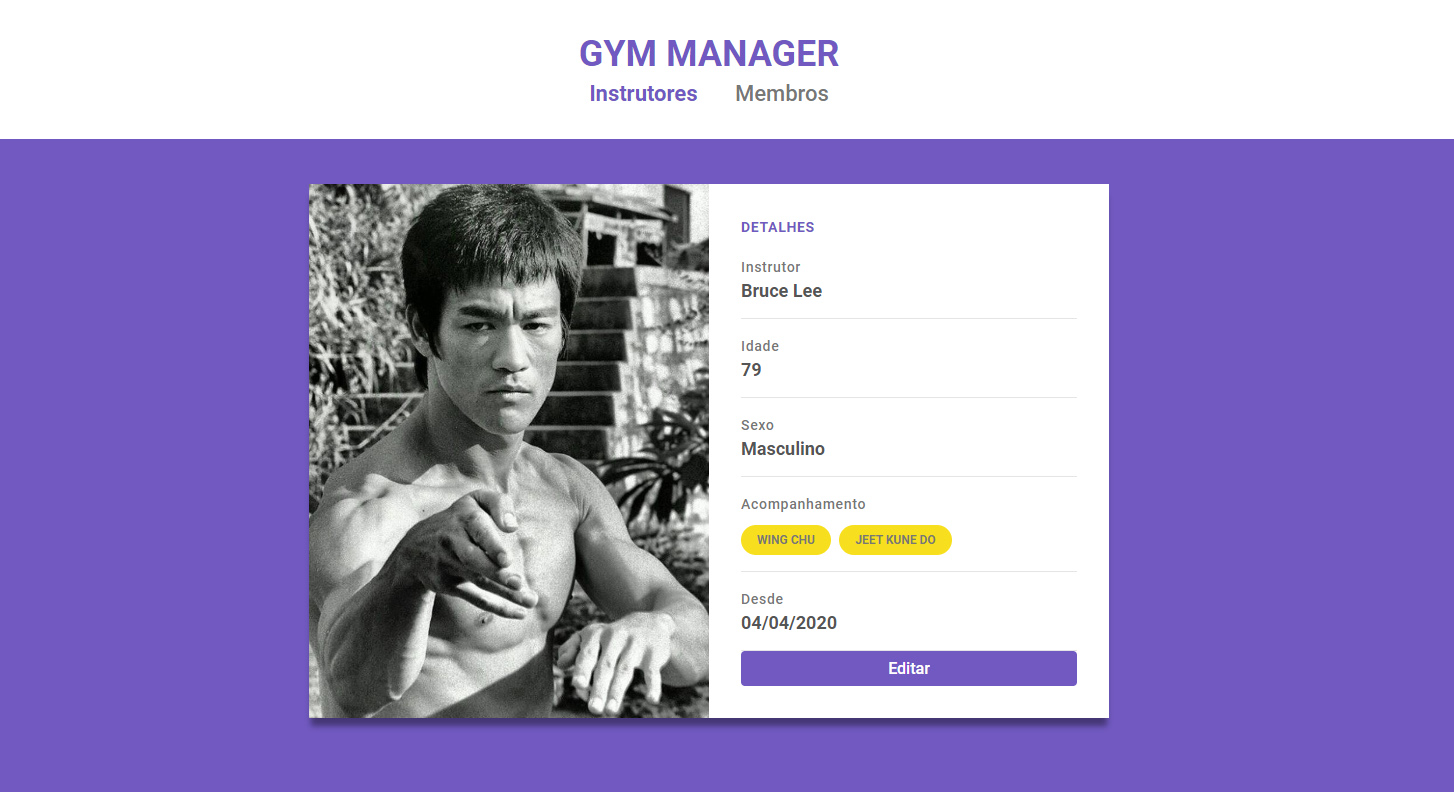 GYM MANAGER
Instrutores Membros
DETALHES
Instrutor
Bruce Lee
Idade
79
Sexo
Masculino
Acompanhamento
WING CHU JEET KUNE DO
Desde
04/04/2020
Editar